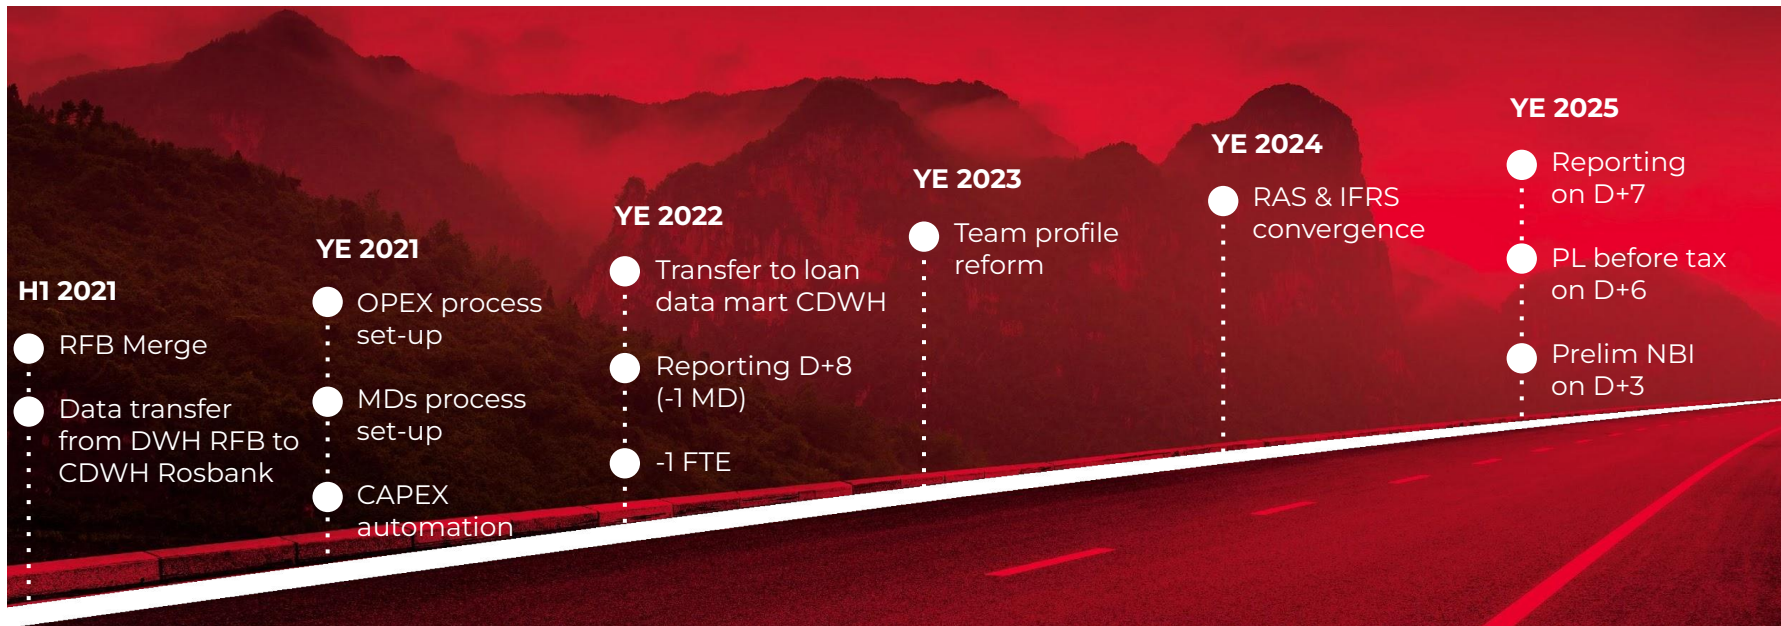 H1 2021
RFB Merge
Data transfer
from DWH RFB to
CDWH Rosbank
YE 2021
OPEX process
set-up
MDs process
set-up
CAPEX
automation
YE 2022
Transfer to loan
data mart CDWH
Reporting D+8
(-1 MD)
-1 FTE
YE 2023
Team profile
reform
YE 2024
RAS & IFRS
convergence
YE 2025
Reporting
on D+7
PL before tax
on D+6
Prelim NBI
on D+3